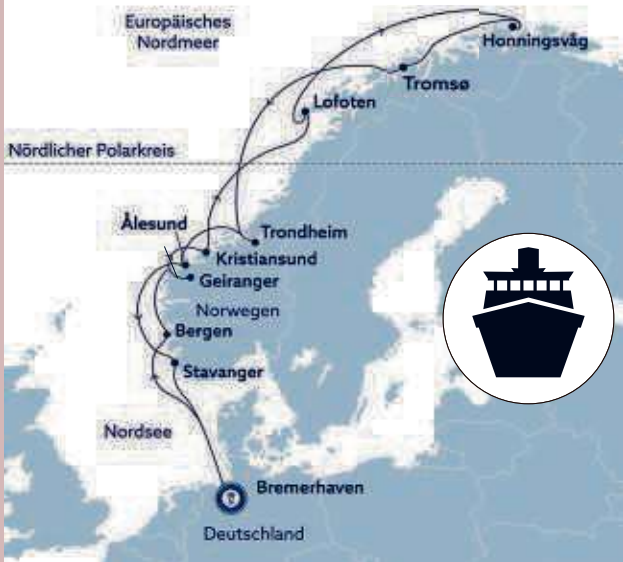 Europäisches
Nordmeer
Honningsvåg
Tromsø
Lofoten
Nördlicher Polarkreis
Ålesund
Trondheim
Kristiansund
Geiranger
Norwegen
Bergen
Stavanger
Nordsee
Bremerhaven
Deutschland